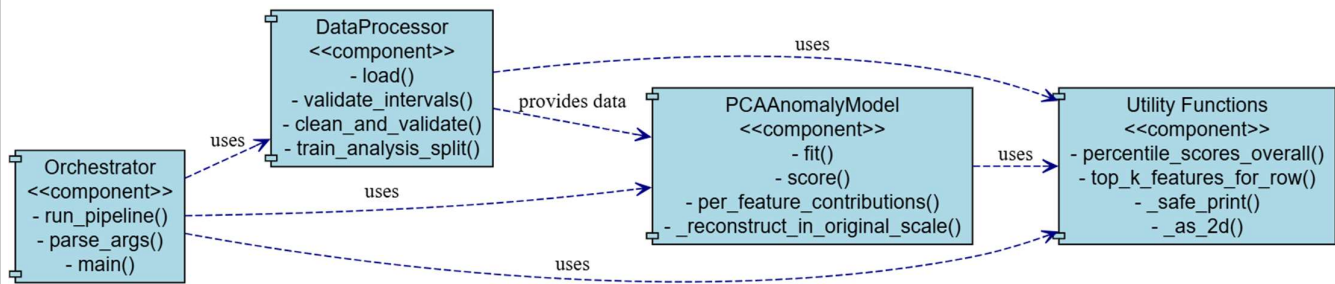 DataProcessor
<<component>>
- load()
- validate_intervals()
- clean_and_validate()
- train_analysis_split()
uses
provides data
PCAAnomalyModel
<<component>>
- fit()
- score()
- per_feature_contributions()
- _reconstruct_in_original_scale()
Utility Functions
<<component>>
- percentile_scores_overall()
- top_k_features_for_row()
- _safe_print()
- _as_2d()
uses
uses
Orchestrator
<<component>>
- run_pipeline()
- parse_args()
- main()
uses
uses